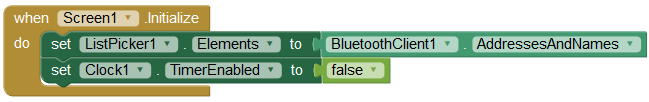 when Screen1 .Initialize
do set ListPicker1 . Elements to BluetoothClient1 . AddressesAndNames
set Clock1 . TimerEnabled to false